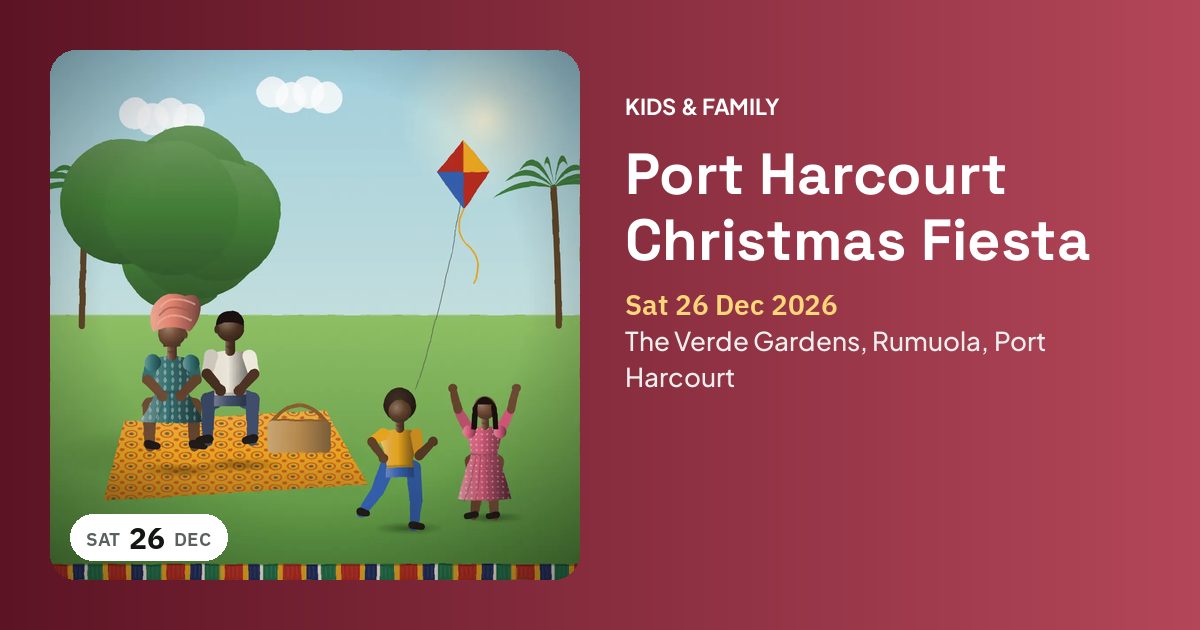 KIDS & FAMILY
Port Harcourt
Christmas Fiesta
Sat 26 Dec 2026
The Verde Gardens, Rumuola, Port
Harcourt
SAT 26 DEC